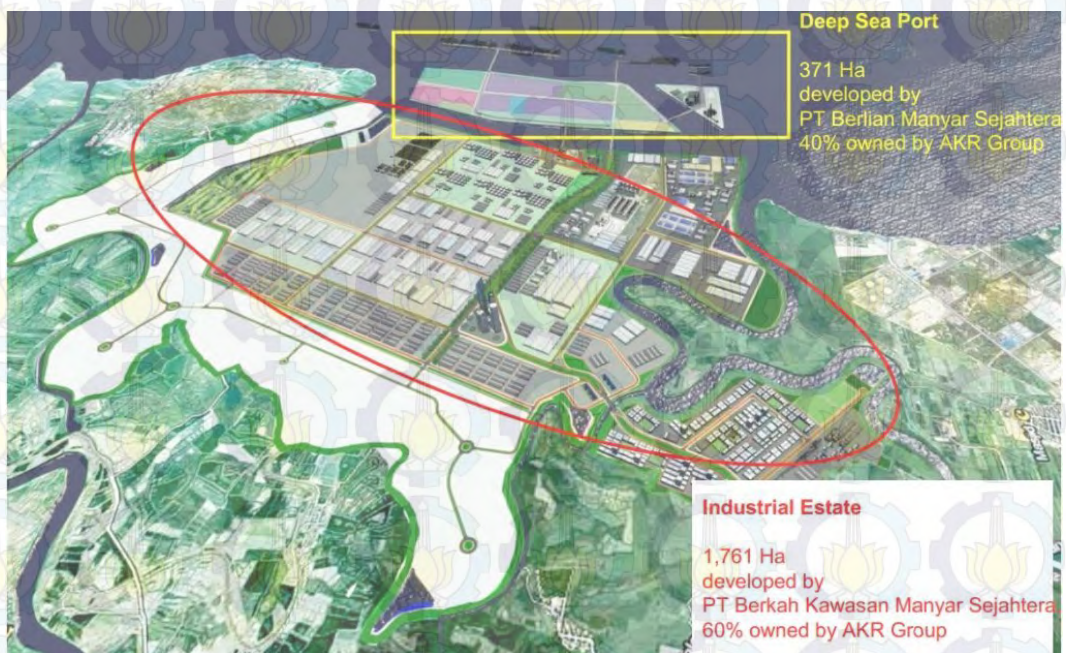 Deep Sea Port
371 Ha
developed by
PT Berlian Manyar Sejahtera
40% owned by AKR Group
Industrial Estate
1,761 Ha
developed by
PT Berkah Kawasan Manyar Sejahtera
60% owned by AKR Group